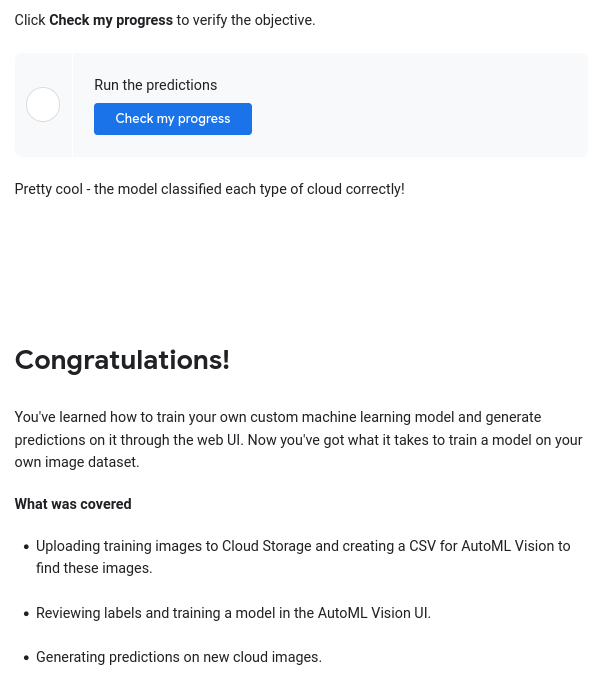 Click Check my progress to verify the objective.
Run the predictions
Check my progress
Pretty cool - the model classified each type of cloud correctly!
Congratulations!
You've learned how to train your own custom machine learning model and generate
predictions on it through the web UI. Now you've got what it takes to train a model on your
own image dataset.
What was covered
• Uploading training images to Cloud Storage and creating a CSV for AutoML Vision to
find these images.
• Reviewing labels and training a model in the AutoML Vision UI.
• Generating predictions on new cloud images.